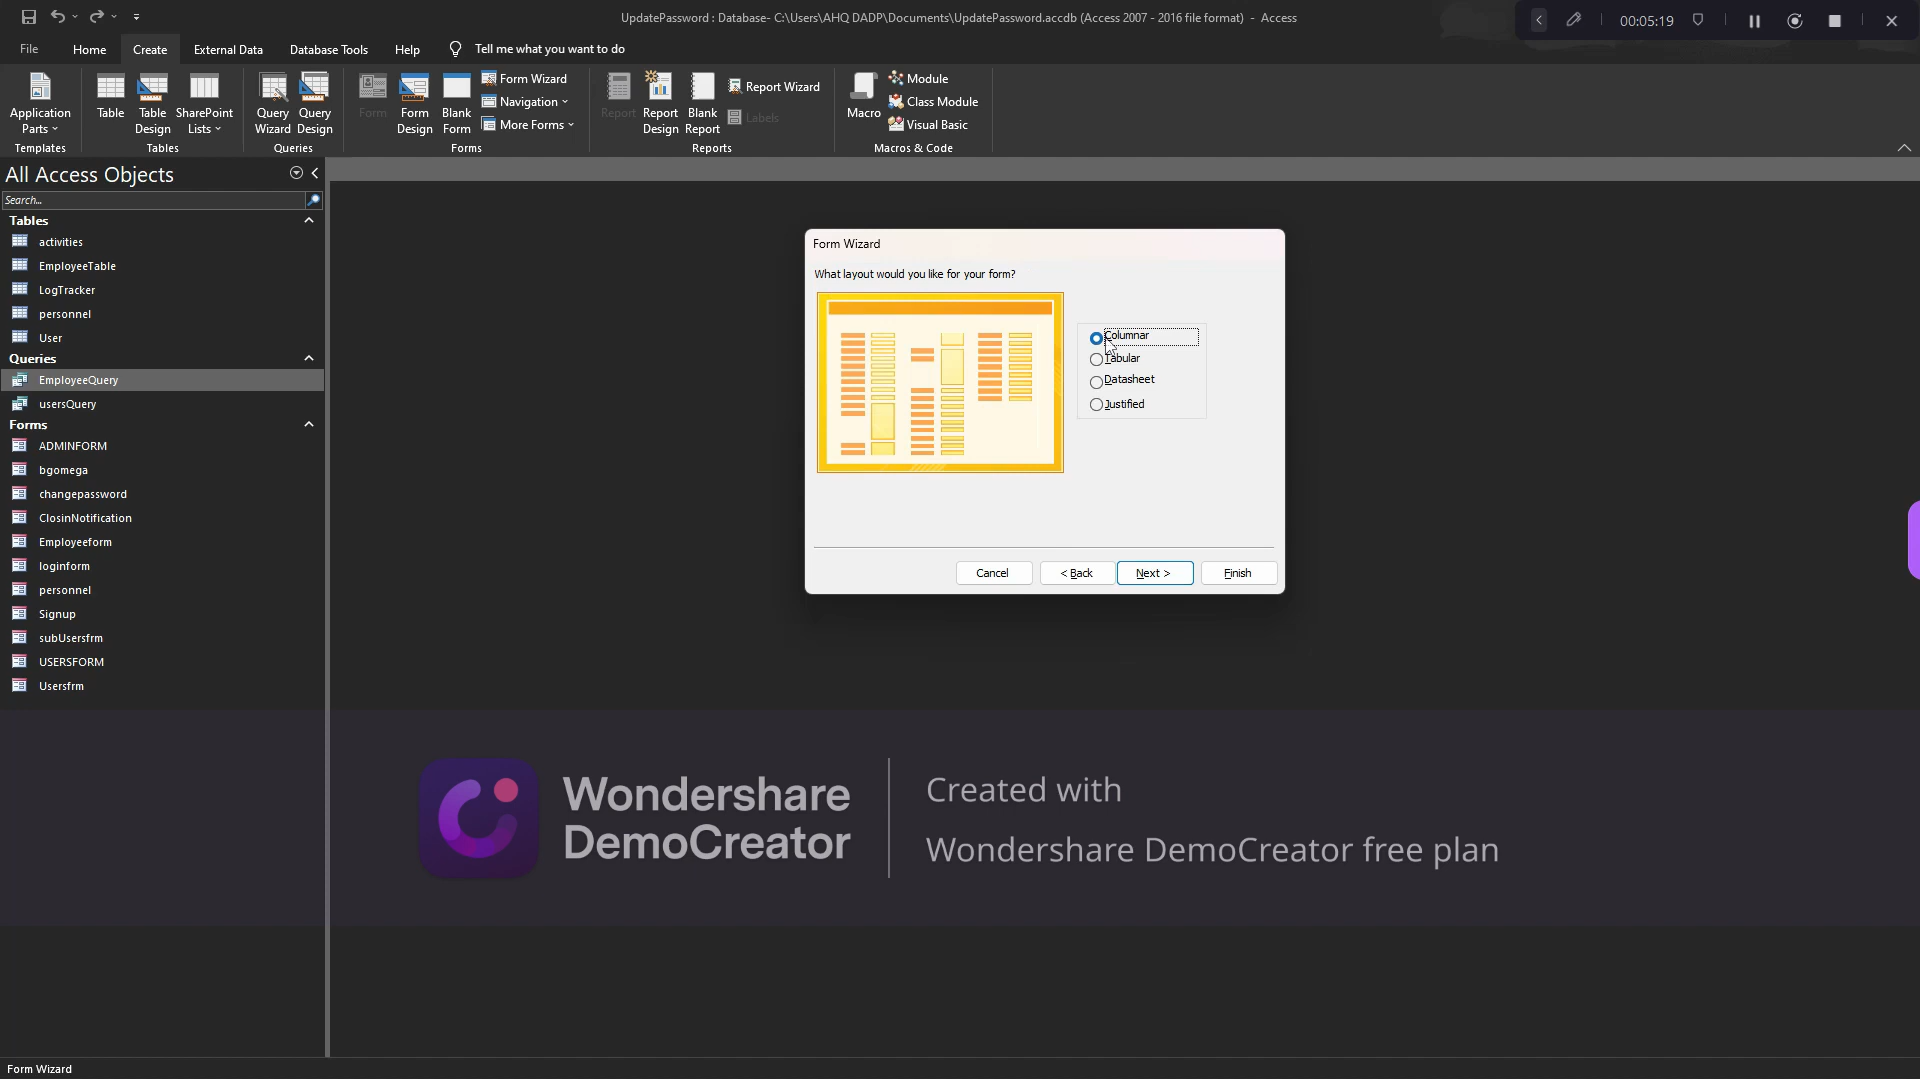 UpdatePassword : Database- C:\Users\AHQ DADP\Documents\UpdatePassword.accdb (Access 2007 - 2016 file format) - Access
00:05:19
File
Home
Create
External Data
Database Tools
Help
Tell me what you want to do
Application Parts
Templates
Table
Table Design
SharePoint Lists
Tables
Query Wizard
Query Design
Queries
Form
Form Design
Blank Form
Form Wizard
Navigation
More Forms
Forms
Report
Report Design
Blank Report
Report Wizard
Labels
Reports
Macro
Module
Class Module
Visual Basic
Macros & Code
All Access Objects
Search...
Tables
activities
EmployeeTable
LogTracker
personnel
User
Queries
EmployeeQuery
usersQuery
Forms
ADMINFORM
bgomega
changepassword
ClosinNotification
Employeeform
loginform
personnel
Signup
subUsersfrm
USERSFORM
Usersfrm
Form Wizard
What layout would you like for your form?
Columnar
Tabular
Datasheet
Justified
Cancel
< Back
Next >
Finish
Wondershare
DemoCreator
Created with
Wondershare DemoCreator free plan
Form Wizard